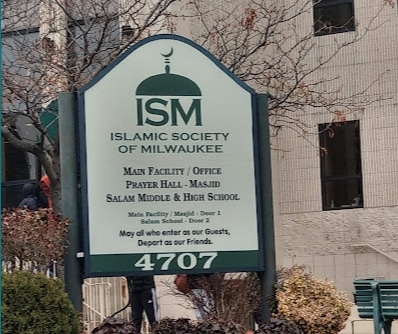 ISM
ISLAMIC SOCIETY
OF MILWAUKEE
MAIN FACILITY / OFFICE
PRAYER HALL - MASJID
SALAM MIDDLE & HIGH SCHOOL
Main Facility / Masjid - Door 1
Salam School - Door 2
May all who enter as our Guests,
Depart as our Friends.
4707